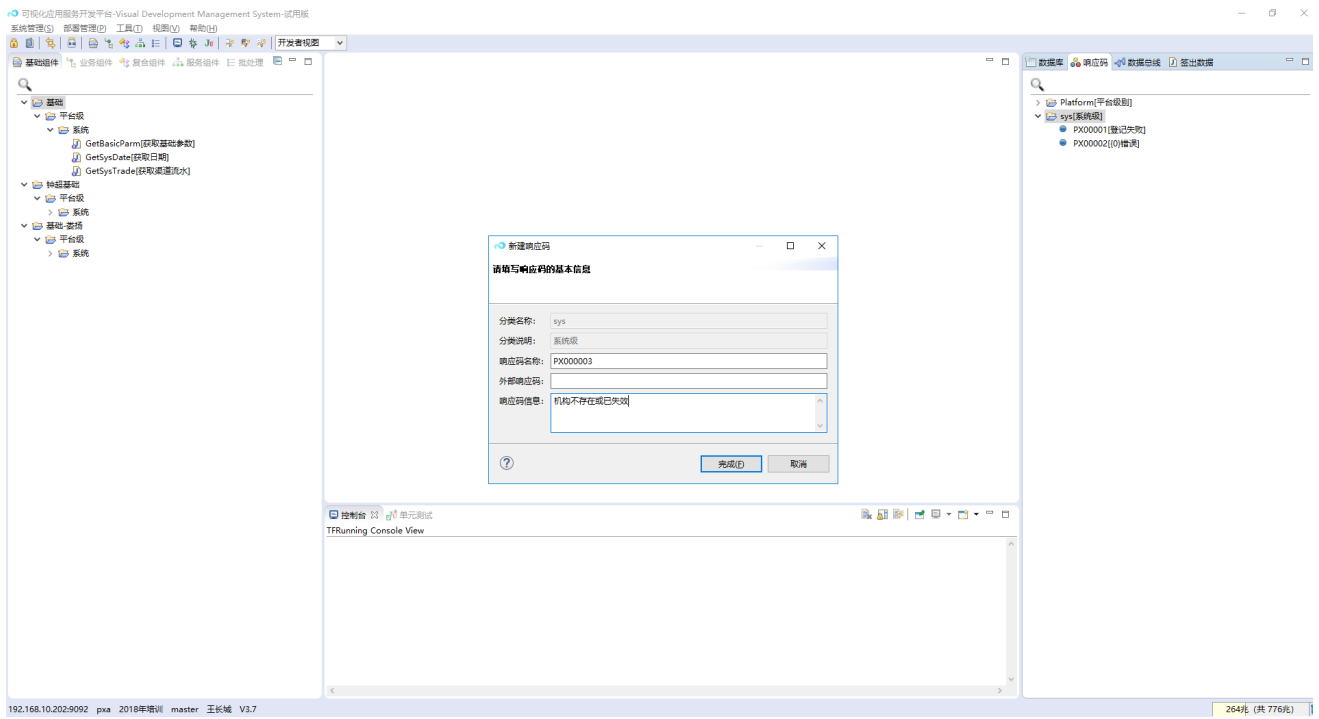 可视化应用服务开发平台-Visual Development Management System-试用版
系统管理(S) 部署管理(P) 工具(T) 视图(V) 帮助(H)
开发者视图
基础组件 业务组件 复合组件 服务组件 批处理
基础
平台级
系统
GetBasicParm[获取基础参数]
GetSysDate[获取日期]
GetSysTrade[获取渠道流水]
钟超基础
平台级
系统
基础-娄扬
平台级
系统
新建响应码
请填写响应码的基本信息
分类名称: sys
分类说明: 系统级
响应码名称: PX000003
外部响应码:
响应码信息: 机构不存在或已失效
完成(F) 取消
控制台 单元测试
TFRunning Console View
数据库 响应码 数据总线 签出数据
Platform[平台级别]
sys[系统级]
PX00001[登记失败]
PX00002[{0}错误]
192.168.10.202:9092 pxa 2018年培训 master 王长城 V3.7
264兆 (共 776兆)